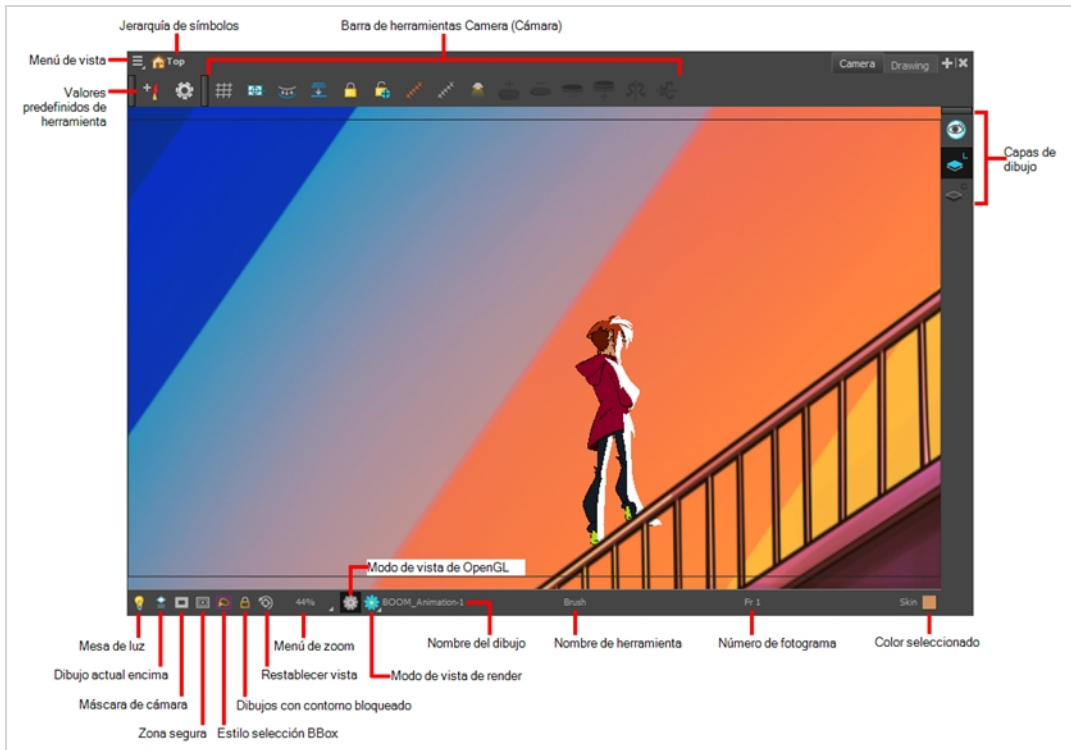 Jerarquía de símbolos
Barra de herramientas Camera (Cámara)
Menú de vista
Top
Camera
Drawing
Valores
predefinidos de
herramienta
Capas de
dibujo
L
C
Modo de vista de OpenGL
44%
BOOM_Animation-1
Brush
Fr 1
Skin
Mesa de luz
Menú de zoom
Nombre del dibujo
Nombre de herramienta
Número de fotograma
Color seleccionado
Dibujo actual encima
Restablecer vista
Modo de vista de render
Máscara de cámara
Dibujos con contorno bloqueado
Zona segura
Estilo selección BBox